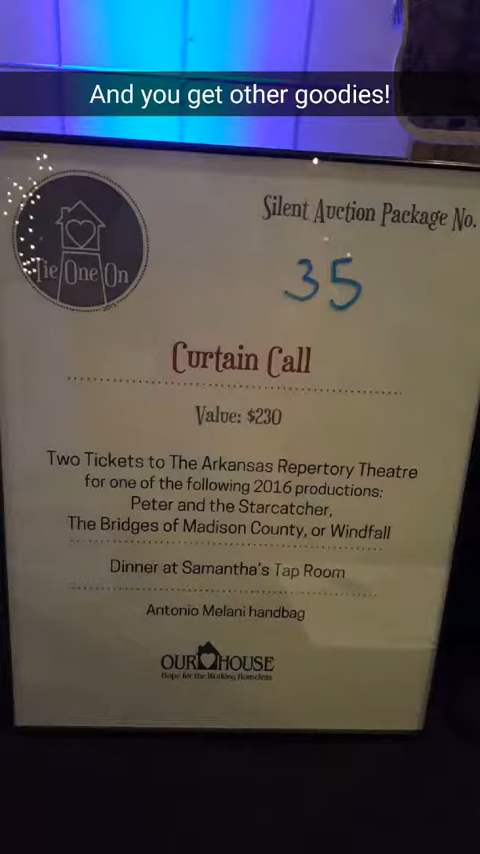 And you get other goodies!
Silent Auction Package No.
35
Tie One On
2015
Curtain Call
Value: $230
Two Tickets to The Arkansas Repertory Theatre
for one of the following 2016 productions:
Peter and the Starcatcher,
The Bridges of Madison County, or Windfall
Dinner at Samantha's Tap Room
Antonio Melani handbag
OUR HOUSE
Hope for the Working Homeless